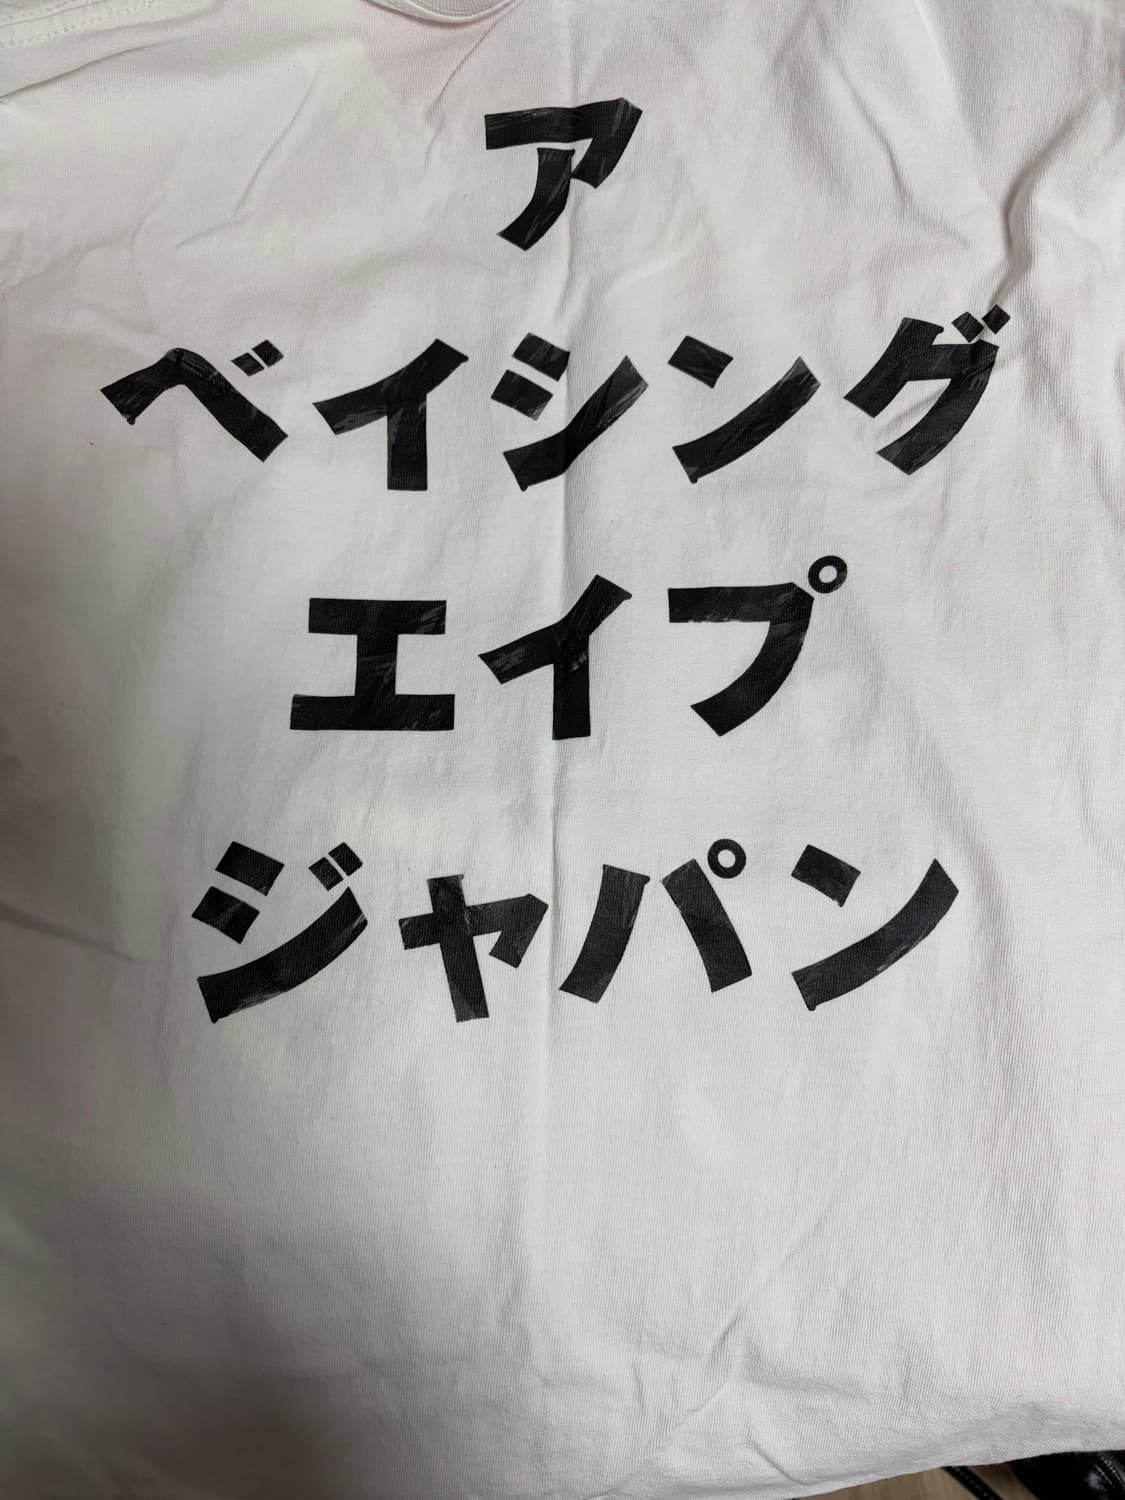 ア
ベイシング
エイプ
ジャパン